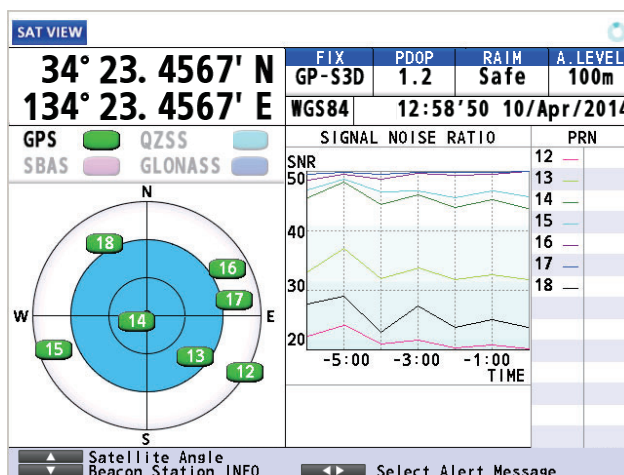 SAT VIEW
34° 23. 4567' N
134° 23. 4567' E
FIX PDOP RAIM A.LEVEL
GP-S3D 1.2 Safe 100m
WGS84 12:58'50 10/Apr/2014
GPS QZSS
SBAS GLONASS
SIGNAL NOISE RATIO PRN
SNR
50
40
30
20
-5:00 -3:00 -1:00
TIME
12
13
14
15
16
17
18
N
18
16
17
W E
14
15
13
12
S
Satellite Angle
Beacon Station INFO Select Alert Message